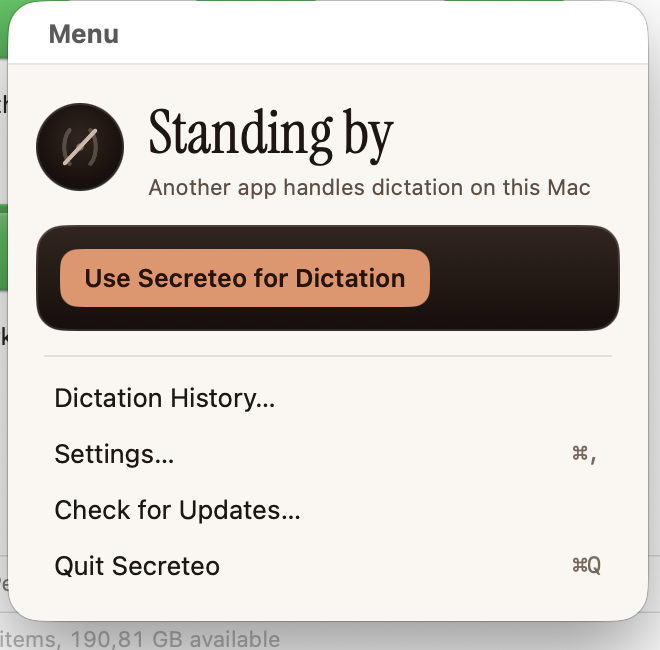 Menu
Standing by
Another app handles dictation on this Mac
Use Secreteo for Dictation
Dictation History...
Settings... ⌘,
Check for Updates...
Quit Secreteo ⌘Q
items, 190,81 GB available